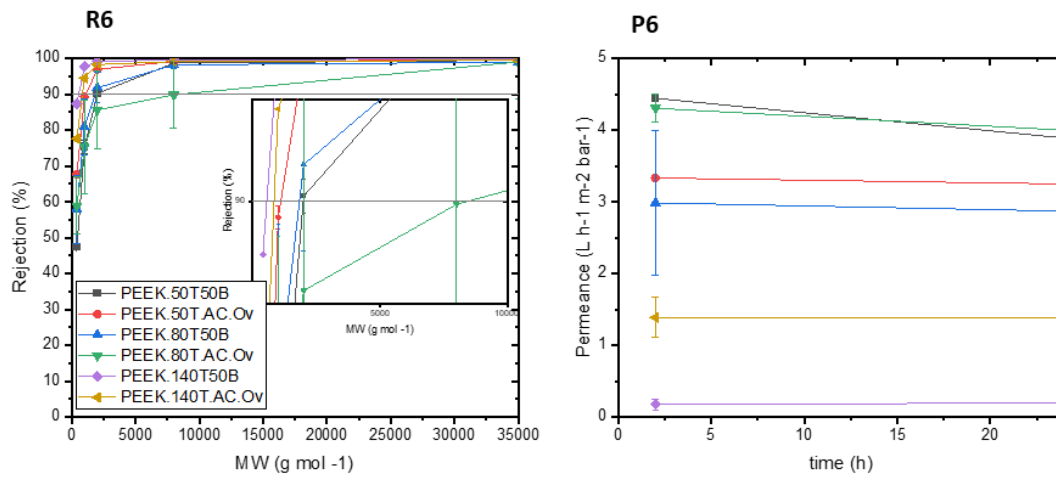 R6
100
90
80
70
60
50
40
30
20
10
0
Rejection (%)
0
5000
10000
15000
20000
25000
30000
35000
MW (g mol -1)
PEEK.50T50B
PEEK.50T.AC.Ov
PEEK.80T50B
PEEK.80T.AC.Ov
PEEK.140T50B
PEEK.140T.AC.Ov
Rejection (%)
90
5000
10000
MW (g mol -1)
P6
5
4
3
2
1
0
Permeance (L h-1 m-2 bar-1)
0
5
10
15
20
time (h)